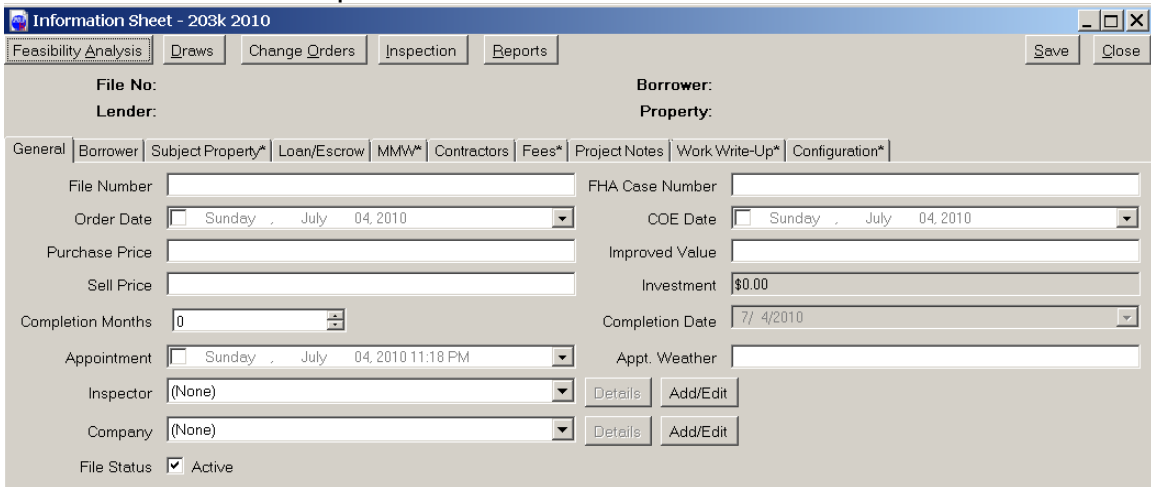 Information Sheet - 203k 2010
Feasibility Analysis Draws Change Orders Inspection Reports Save Close
File No: Borrower:
Lender: Property:
General Borrower Subject Property* Loan/Escrow MMW* Contractors Fees* Project Notes Work Write-Up* Configuration*
File Number FHA Case Number
Order Date Sunday , July 04, 2010 COE Date Sunday , July 04, 2010
Purchase Price Improved Value
Sell Price Investment $0.00
Completion Months 0 Completion Date 7/ 4/2010
Appointment Sunday , July 04, 2010 11:18 PM Appt. Weather
Inspector (None) Details Add/Edit
Company (None) Details Add/Edit
File Status Active